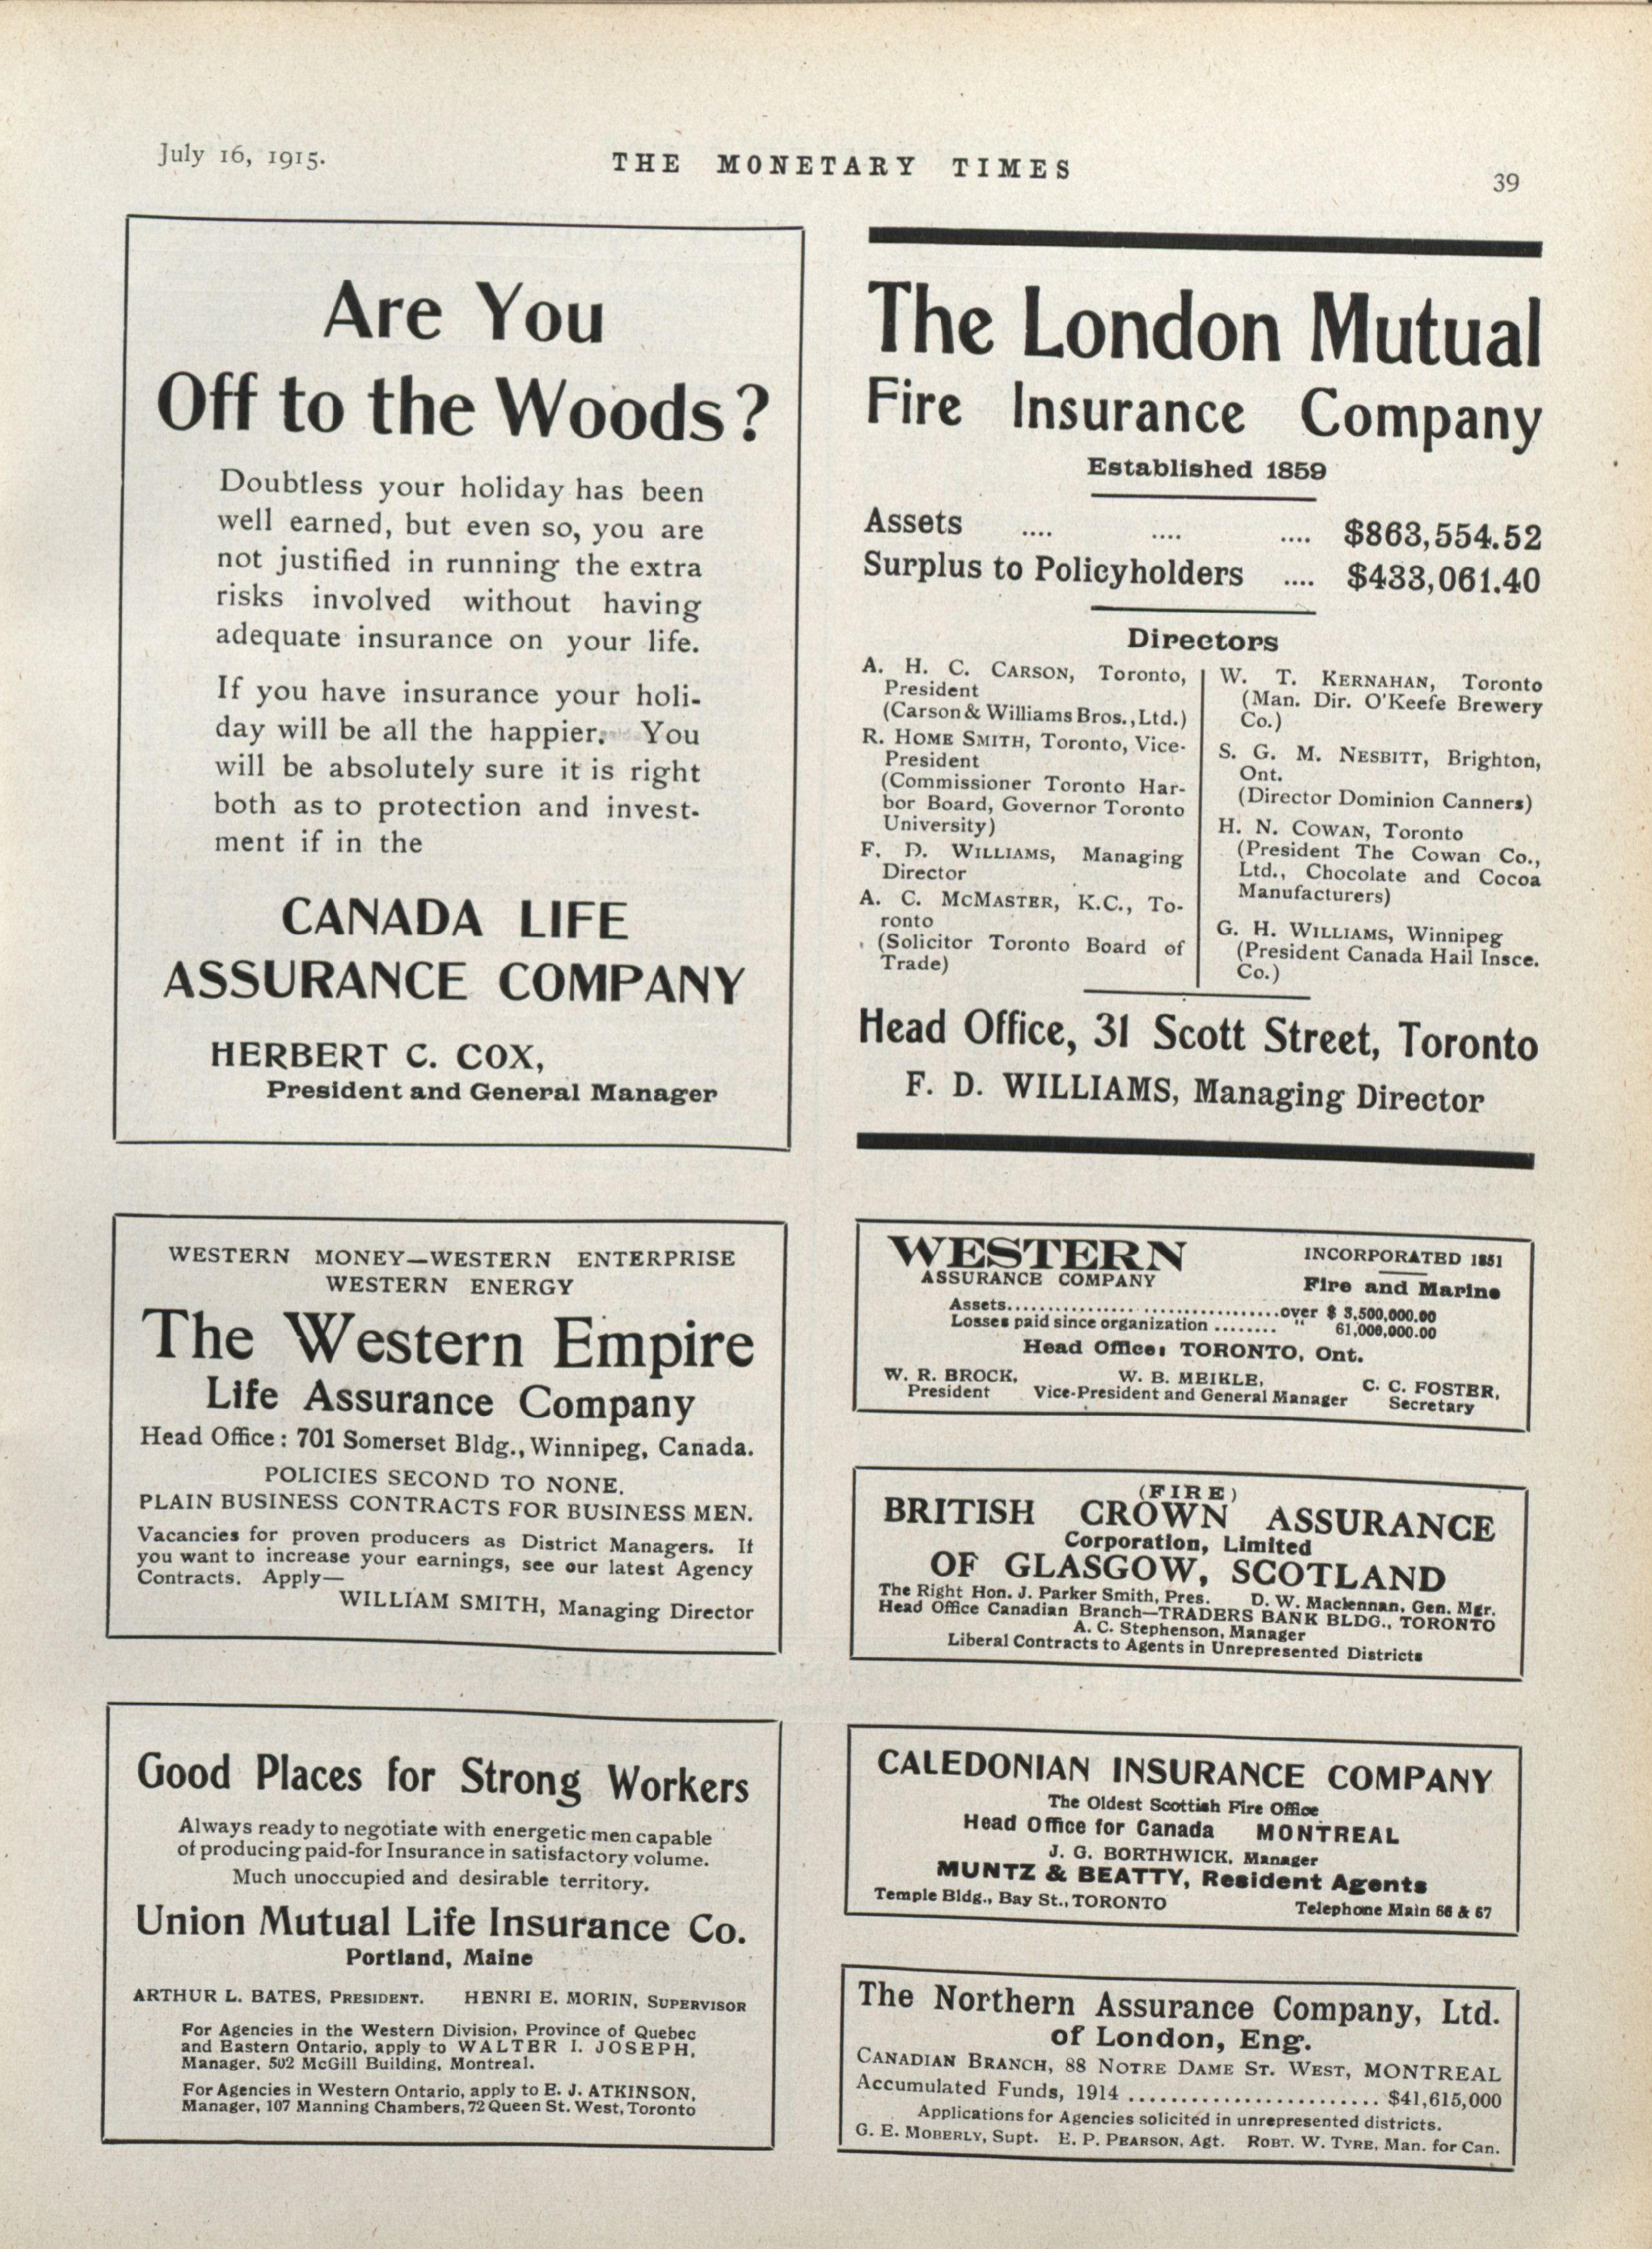 July 16, 1915.
THE MONETARY TIMES
39
Are You
Off to the Woods?
Doubtless your holiday has been
well earned, but even so, you are
not justified in running the extra
risks involved without having
adequate insurance on your life.
If you have insurance your holi-
day will be all the happier. You
will be absolutely sure it is right
both as to protection and invest-
ment if in the
CANADA LIFE
ASSURANCE COMPANY
HERBERT C. COX,
President and General Manager
The London Mutual
Fire Insurance Company
Established 1859
Assets .... .... .... $863,554.52
Surplus to Policyholders .... $433,061.40
Directors
A. H. C. CARSON, Toronto,
President
(Carson & Williams Bros., Ltd.)
R. HOME SMITH, Toronto, Vice-
President
(Commissioner Toronto Har-
bor Board, Governor Toronto
University)
F. D. WILLIAMS, Managing
Director
A. C. MCMASTER, K.C., To-
ronto
(Solicitor Toronto Board of
Trade)
W. T. KERNAHAN, Toronto
(Man. Dir. O'Keefe Brewery
Co.)
S. G. M. NESBITT, Brighton,
Ont.
(Director Dominion Canners)
H. N. COWAN, Toronto
(President The Cowan Co.,
Ltd., Chocolate and Cocoa
Manufacturers)
G. H. WILLIAMS, Winnipeg
(President Canada Hail Insce.
Co.)
Head Office, 31 Scott Street, Toronto
F. D. WILLIAMS, Managing Director
WESTERN MONEY—WESTERN ENTERPRISE
WESTERN ENERGY
The Western Empire
Life Assurance Company
Head Office: 701 Somerset Bldg., Winnipeg, Canada.
POLICIES SECOND TO NONE.
PLAIN BUSINESS CONTRACTS FOR BUSINESS MEN.
Vacancies for proven producers as District Managers. If
you want to increase your earnings, see our latest Agency
Contracts. Apply—
WILLIAM SMITH, Managing Director
WESTERN
ASSURANCE COMPANY
INCORPORATED 1851
Fire and Marine
Assets..................................over $ 3,500,000.00
Losses paid since organization ........ " 61,000,000.00
Head Office: TORONTO, Ont.
W. R. BROCK, W. B. MEIKLE, C. C. FOSTER,
President Vice-President and General Manager Secretary
(FIRE)
BRITISH CROWN ASSURANCE
Corporation, Limited
OF GLASGOW, SCOTLAND
The Right Hon. J. Parker Smith, Pres. D. W. Maclennan, Gen. Mgr.
Head Office Canadian Branch—TRADERS BANK BLDG., TORONTO
A. C. Stephenson, Manager
Liberal Contracts to Agents in Unrepresented Districts
Good Places for Strong Workers
Always ready to negotiate with energetic men capable
of producing paid-for Insurance in satisfactory volume.
Much unoccupied and desirable territory.
Union Mutual Life Insurance Co.
Portland, Maine
ARTHUR L. BATES, PRESIDENT. HENRI E. MORIN, SUPERVISOR
For Agencies in the Western Division, Province of Quebec
and Eastern Ontario, apply to WALTER I. JOSEPH,
Manager, 502 McGill Building, Montreal.
For Agencies in Western Ontario, apply to E. J. ATKINSON,
Manager, 107 Manning Chambers, 72 Queen St. West, Toronto
CALEDONIAN INSURANCE COMPANY
The Oldest Scottish Fire Office
Head Office for Canada MONTREAL
J. G. BORTHWICK, Manager
MUNTZ & BEATTY, Resident Agents
Temple Bldg., Bay St., TORONTO Telephone Main 66 & 67
The Northern Assurance Company, Ltd.
of London, Eng.
CANADIAN BRANCH, 88 NOTRE DAME ST. WEST, MONTREAL
Accumulated Funds, 1914 ........................ $41,615,000
Applications for Agencies solicited in unrepresented districts.
G. E. MOBERLY, Supt. E. P. PEARSON, Agt. ROBT. W. TYRE, Man. for Can.